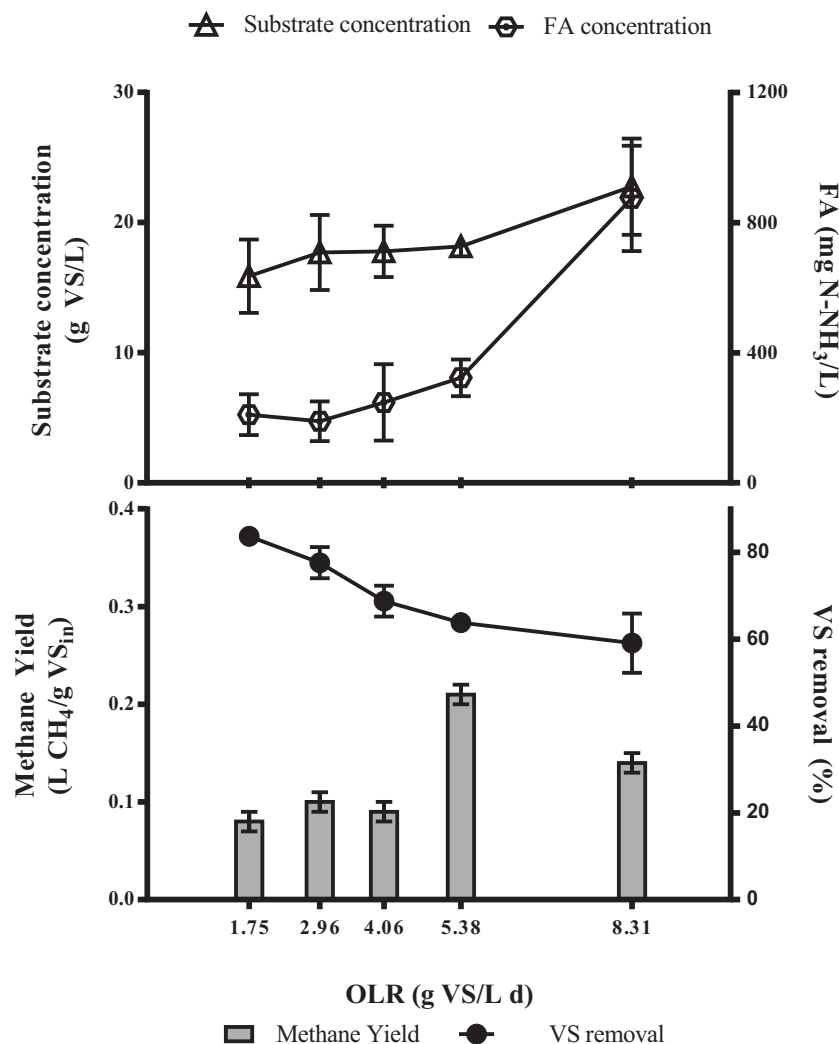 Substrate concentration FA concentration
30
20
10
0
Substrate concentration
(g VS/L)
1200
800
400
0
FA (mg N-NH3/L)
0.4
0.3
0.2
0.1
0.0
Methane Yield
(L CH4/g VSin)
80
60
40
20
0
VS removal (%)
1.75 2.96 4.06 5.38 8.31
OLR (g VS/L d)
Methane Yield VS removal